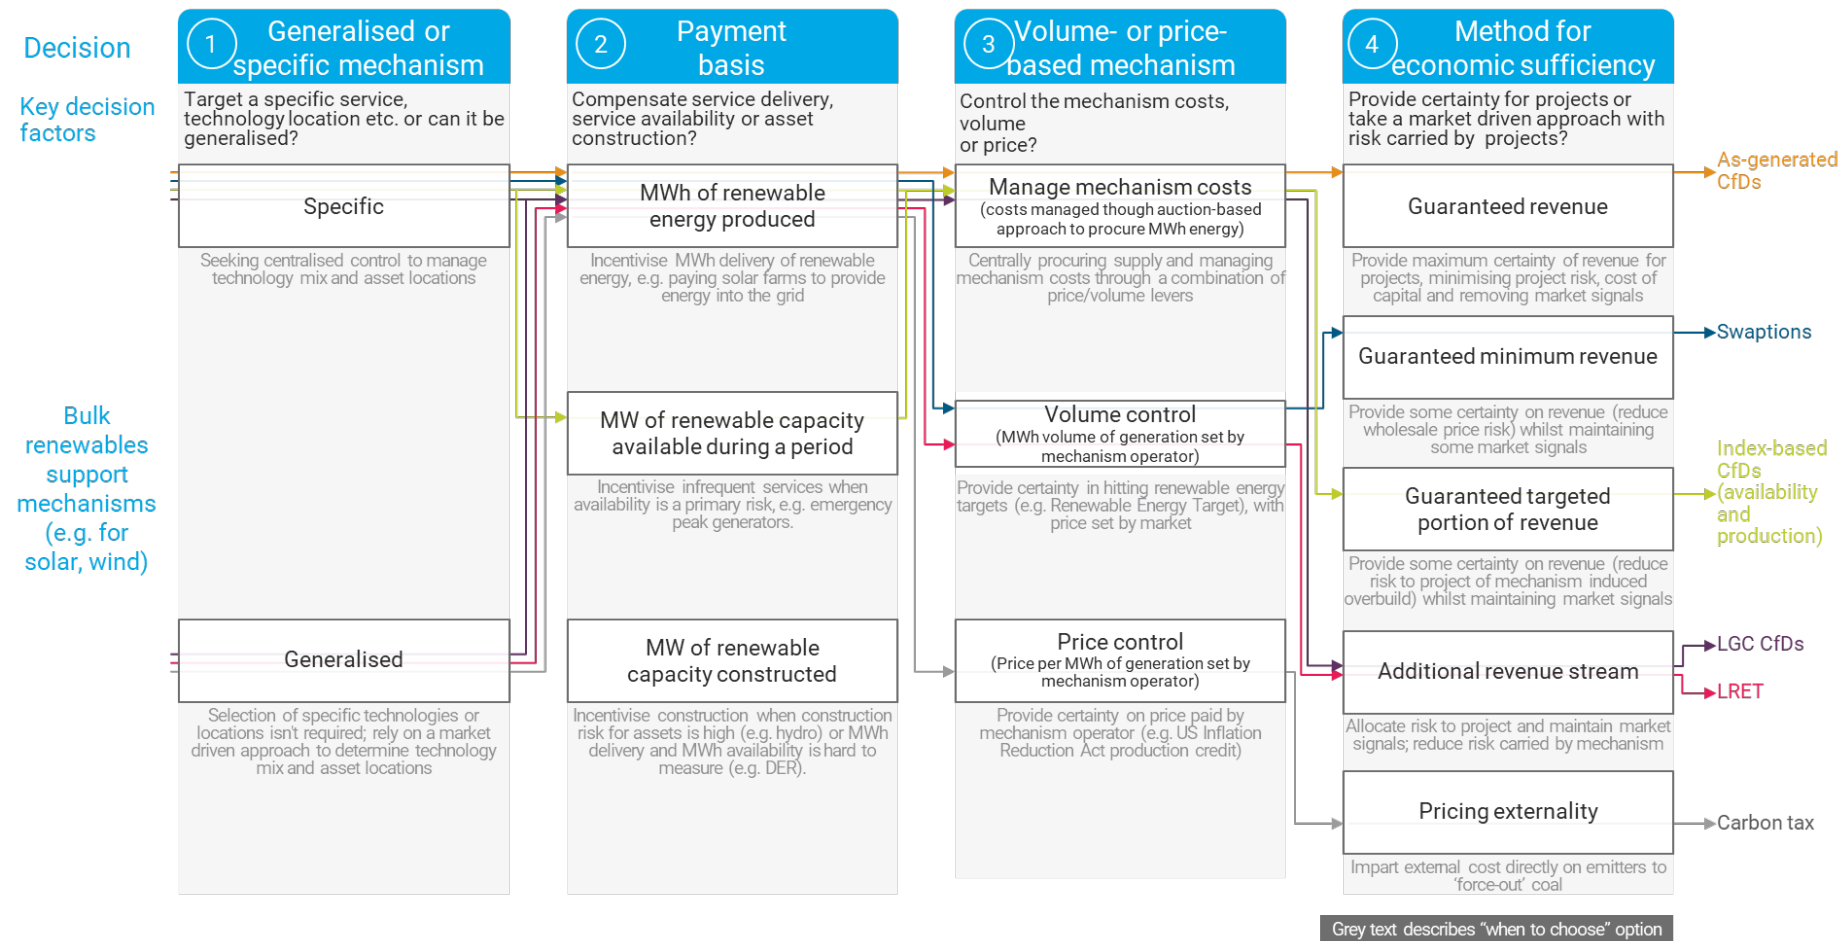 Decision
Key decision
factors
Bulk
renewables
support
mechanisms
(e.g. for
solar, wind)
1
Generalised or
specific mechanism
Target a specific service,
technology location etc. or can it be
generalised?
Specific
Seeking centralised control to manage
technology mix and asset locations
Generalised
Selection of specific technologies or
locations isn't required; rely on a market
driven approach to determine technology
mix and asset locations
2
Payment
basis
Compensate service delivery,
service availability or asset
construction?
MWh of renewable
energy produced
Incentivise MWh delivery of renewable
energy, e.g. paying solar farms to provide
energy into the grid
MW of renewable capacity
available during a period
Incentivise infrequent services when
availability is a primary risk, e.g. emergency
peak generators.
MW of renewable
capacity constructed
Incentivise construction when construction
risk for assets is high (e.g. hydro) or MWh
delivery and MWh availability is hard to
measure (e.g. DER).
3
Volume- or price-
based mechanism
Control the mechanism costs,
volume
or price?
Manage mechanism costs
(costs managed though auction-based
approach to procure MWh energy)
Centrally procuring supply and managing
mechanism costs through a combination of
price/volume levers
Volume control
(MWh volume of generation set by
mechanism operator)
Provide certainty in hitting renewable energy
targets (e.g. Renewable Energy Target), with
price set by market
Price control
(Price per MWh of generation set by
mechanism operator)
Provide certainty on price paid by
mechanism operator (e.g. US Inflation
Reduction Act production credit)
4
Method for
economic sufficiency
Provide certainty for projects or
take a market driven approach with
risk carried by projects?
Guaranteed revenue
Provide maximum certainty of revenue for
projects, minimising project risk, cost of
capital and removing market signals
Guaranteed minimum revenue
Provide some certainty on revenue (reduce
wholesale price risk) whilst maintaining
some market signals
Guaranteed targeted
portion of revenue
Provide some certainty on revenue (reduce
risk to project of mechanism induced
overbuild) whilst maintaining market signals
Additional revenue stream
Allocate risk to project and maintain market
signals; reduce risk carried by mechanism
Pricing externality
Impart external cost directly on emitters to
‘force-out’ coal
As-generated
CfDs
Swaptions
Index-based
CfDs
(availability
and
production)
LGC CfDs
LRET
Carbon tax
Grey text describes “when to choose” option